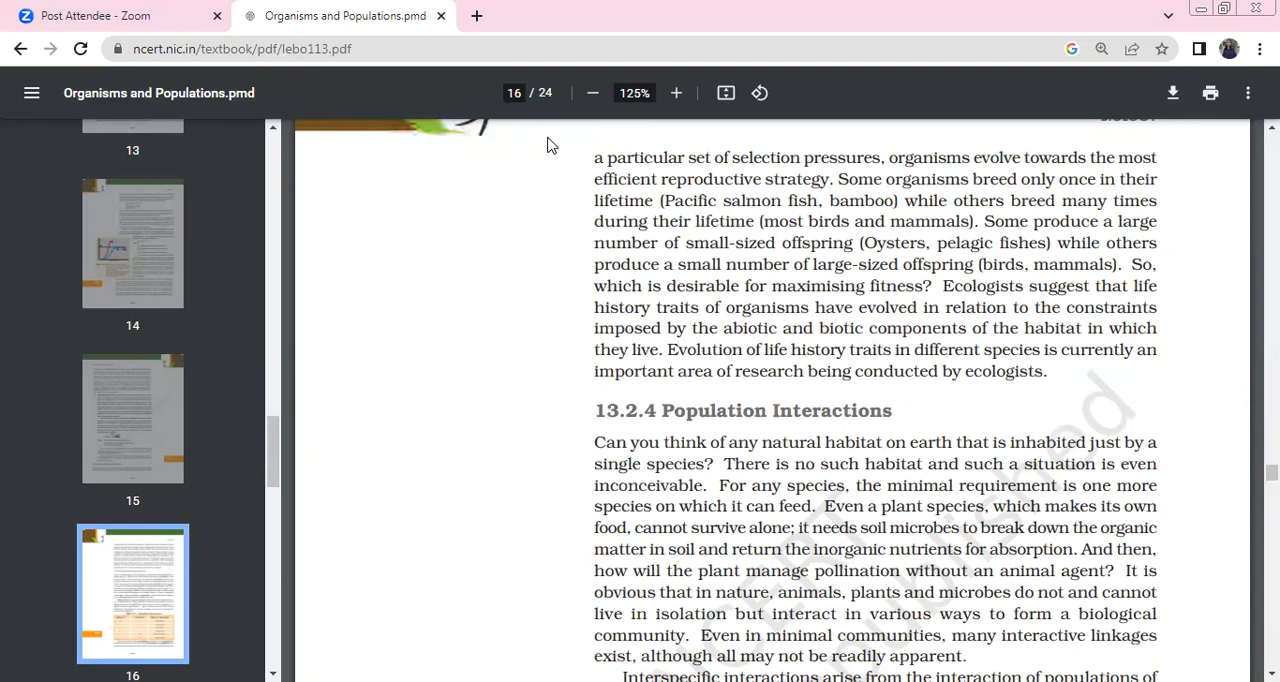 Post Attendee - Zoom
Organisms and Populations.pmd
ncert.nic.in/textbook/pdf/lebo113.pdf
Organisms and Populations.pmd
16 / 24
125%
13
14
15
16
a particular set of selection pressures, organisms evolve towards the most
efficient reproductive strategy. Some organisms breed only once in their
lifetime (Pacific salmon fish, bamboo) while others breed many times
during their lifetime (most birds and mammals). Some produce a large
number of small-sized offspring (Oysters, pelagic fishes) while others
produce a small number of large-sized offspring (birds, mammals). So,
which is desirable for maximising fitness? Ecologists suggest that life
history traits of organisms have evolved in relation to the constraints
imposed by the abiotic and biotic components of the habitat in which
they live. Evolution of life history traits in different species is currently an
important area of research being conducted by ecologists.
13.2.4 Population Interactions
Can you think of any natural habitat on earth that is inhabited just by a
single species? There is no such habitat and such a situation is even
inconceivable. For any species, the minimal requirement is one more
species on which it can feed. Even a plant species, which makes its own
food, cannot survive alone; it needs soil microbes to break down the organic
matter in soil and return the inorganic nutrients for absorption. And then,
how will the plant manage pollination without an animal agent? It is
obvious that in nature, animals, plants and microbes do not and cannot
live in isolation but interact in various ways to form a biological
community. Even in minimal communities, many interactive linkages
exist, although all may not be readily apparent.
Interspecific interactions arise from the interaction of populations of
NCERT
published